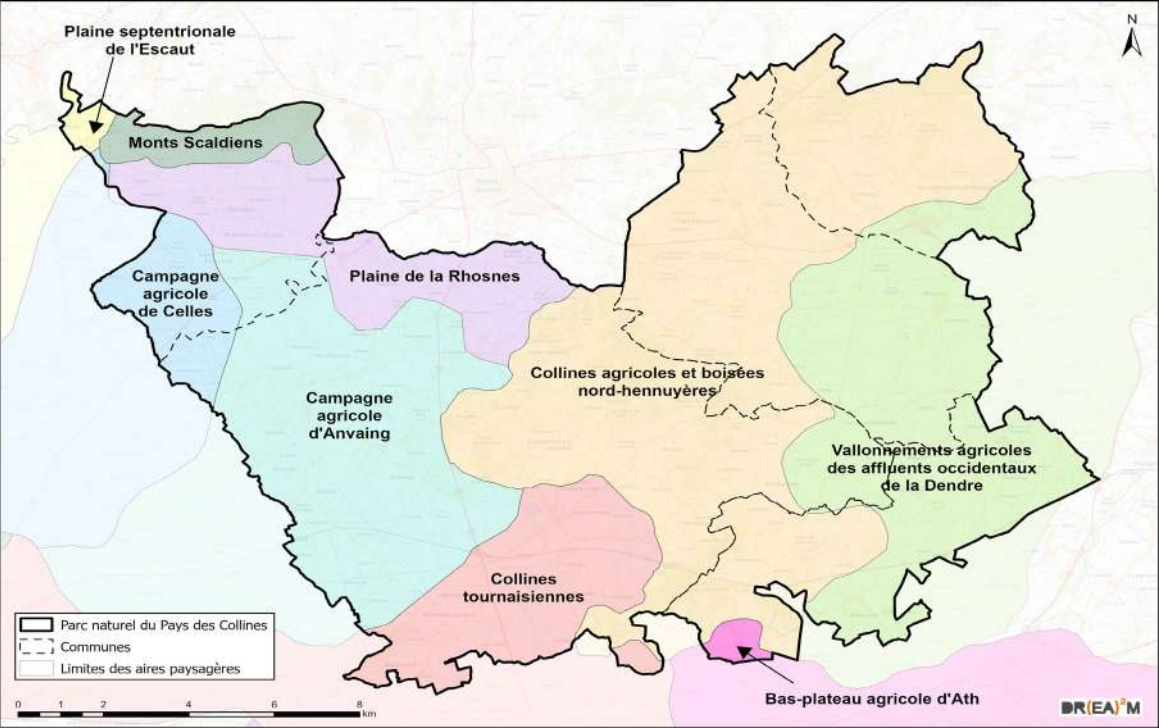 Plaine septentrionale
de l'Escaut
N
Monts Scaldiens
Campagne
agricole
de Celles
Plaine de la Rhosnes
Collines agricoles et boisées
nord-hennuyères
Campagne
agricole
d'Anvaing
Vallonnements agricoles
des affluents occidentaux
de la Dendre
Collines
tournaisiennes
Parc naturel du Pays des Collines
Communes
Limites des aires paysagères
Bas-plateau agricole d'Ath
0 1 2 4 6 8
km
DR(EA)²M